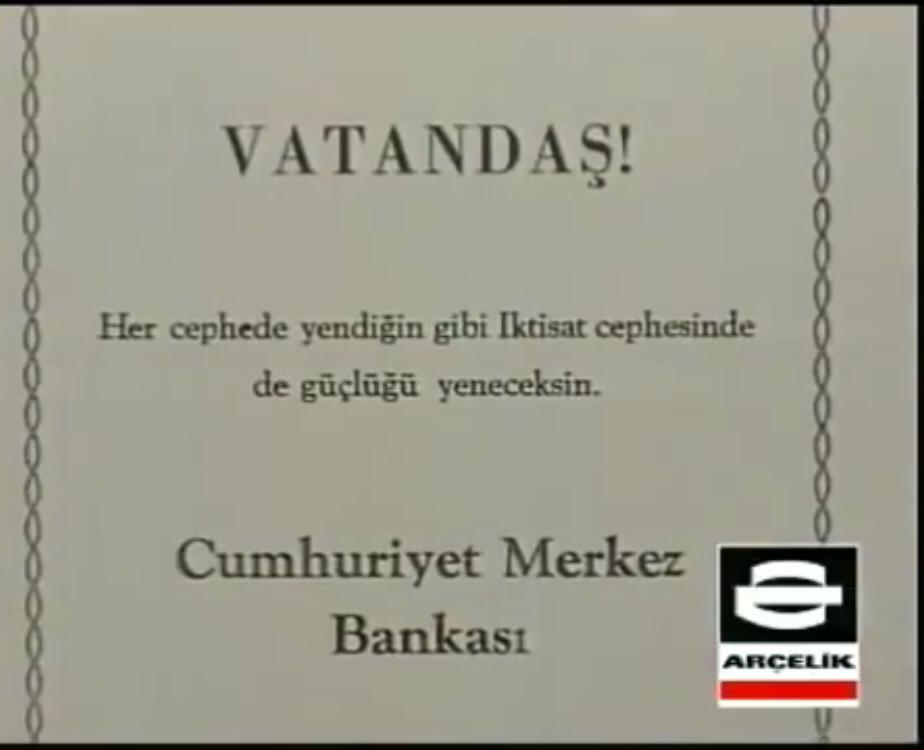 VATANDAŞ!
Her cephede yendiğin gibi Iktisat cephesinde
de güçlüğü yeneceksin.
Cumhuriyet Merkez
Bankası
ARÇELİK